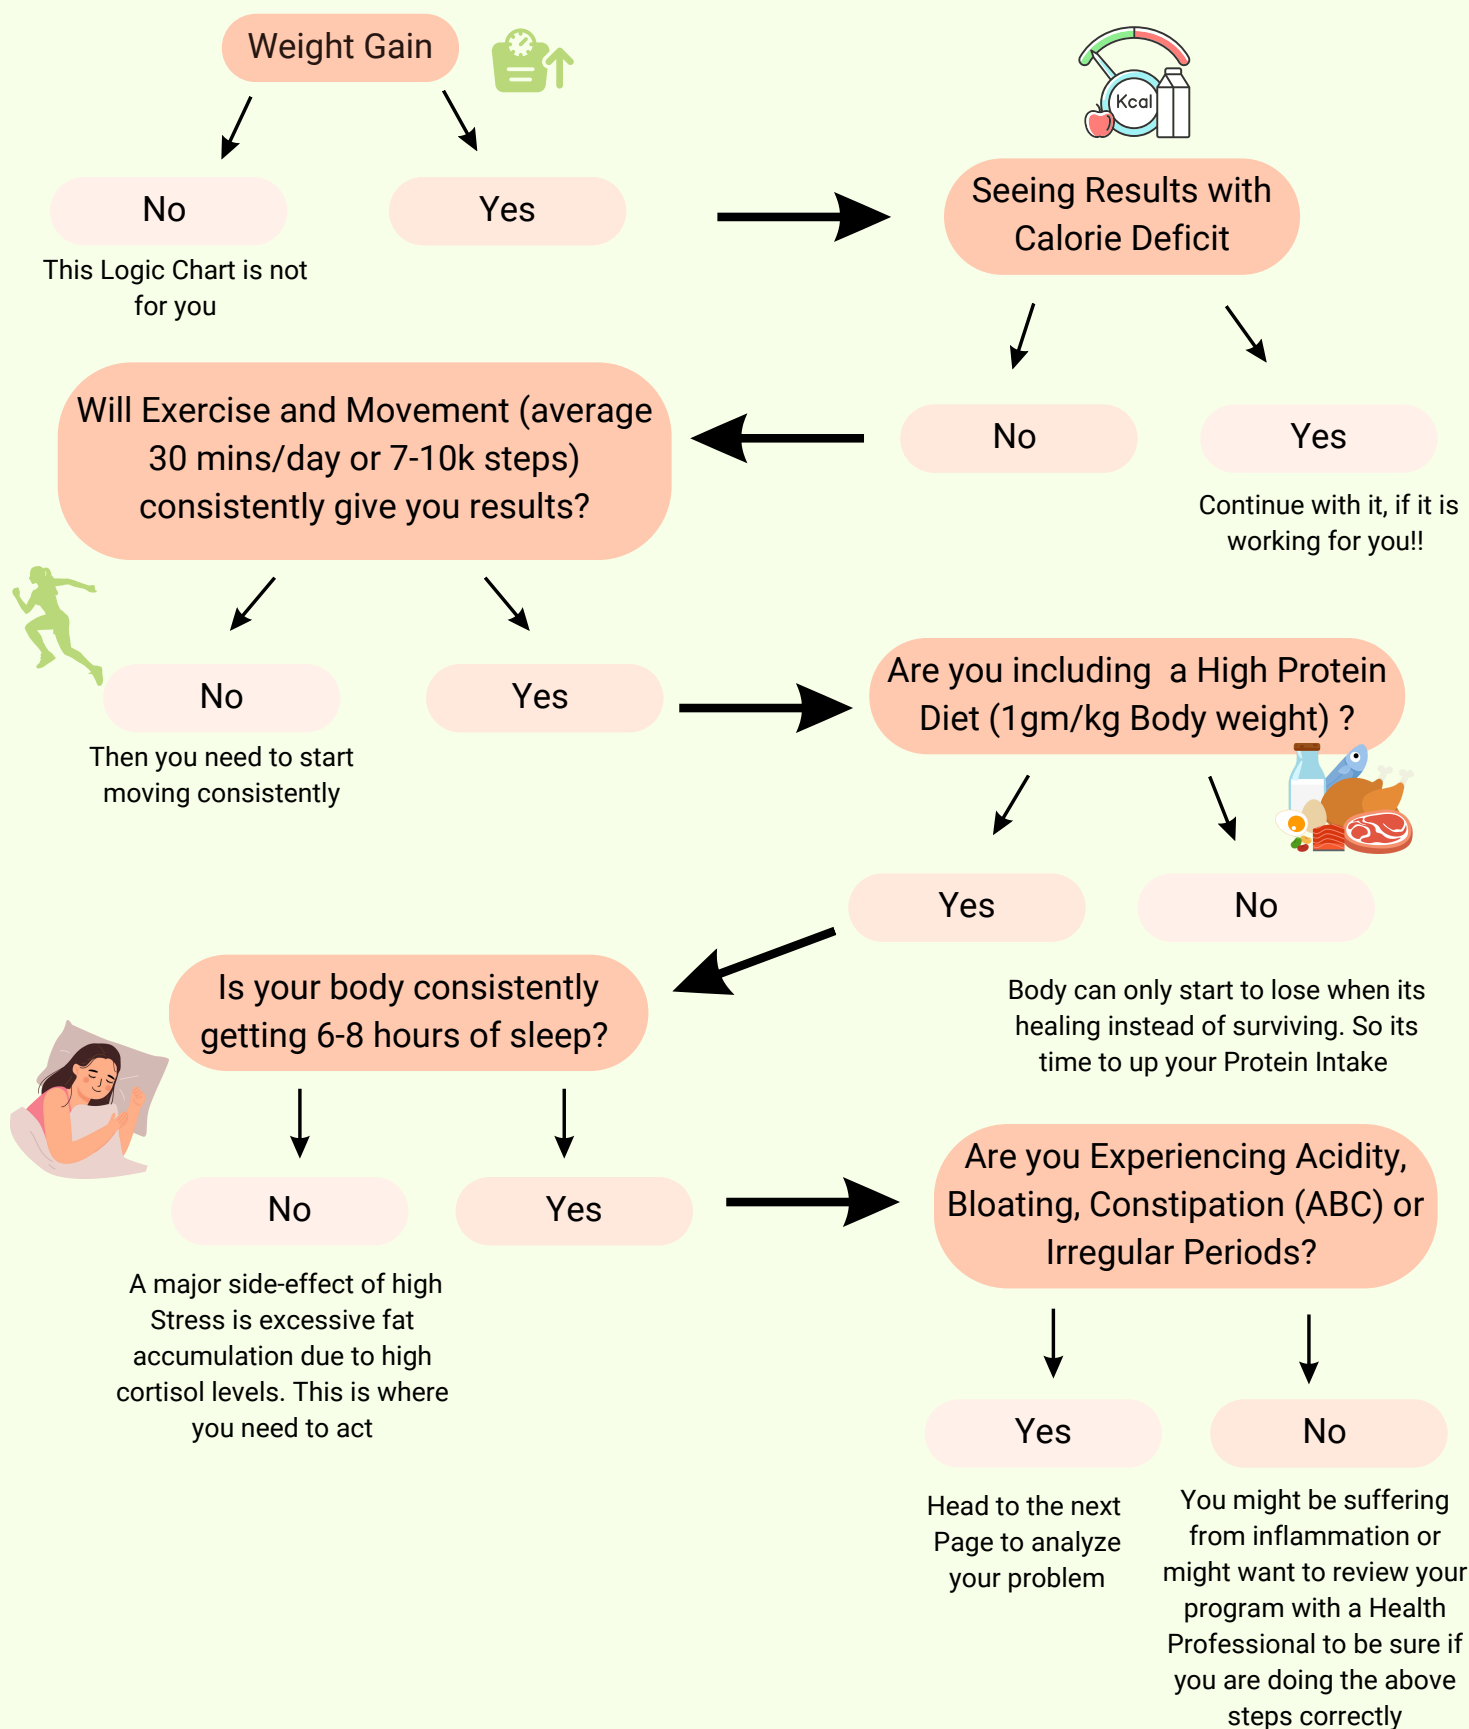 Weight Gain
No
Yes
This Logic Chart is not
for you
Kcal
Seeing Results with
Calorie Deficit
No
Yes
Continue with it, if it is
working for you!!
Will Exercise and Movement (average
30 mins/day or 7-10k steps)
consistently give you results?
No
Yes
Then you need to start
moving consistently
Are you including  a High Protein
Diet (1gm/kg Body weight) ?
Yes
No
Body can only start to lose when its
healing instead of surviving. So its
time to up your Protein Intake
Is your body consistently
getting 6-8 hours of sleep?
No
Yes
A major side-effect of high
Stress is excessive fat
accumulation due to high
cortisol levels. This is where
you need to act
Are you Experiencing Acidity,
Bloating, Constipation (ABC) or
Irregular Periods?
Yes
No
Head to the next
Page to analyze
your problem
You might be suffering
from inflammation or
might want to review your
program with a Health
Professional to be sure if
you are doing the above
steps correctly